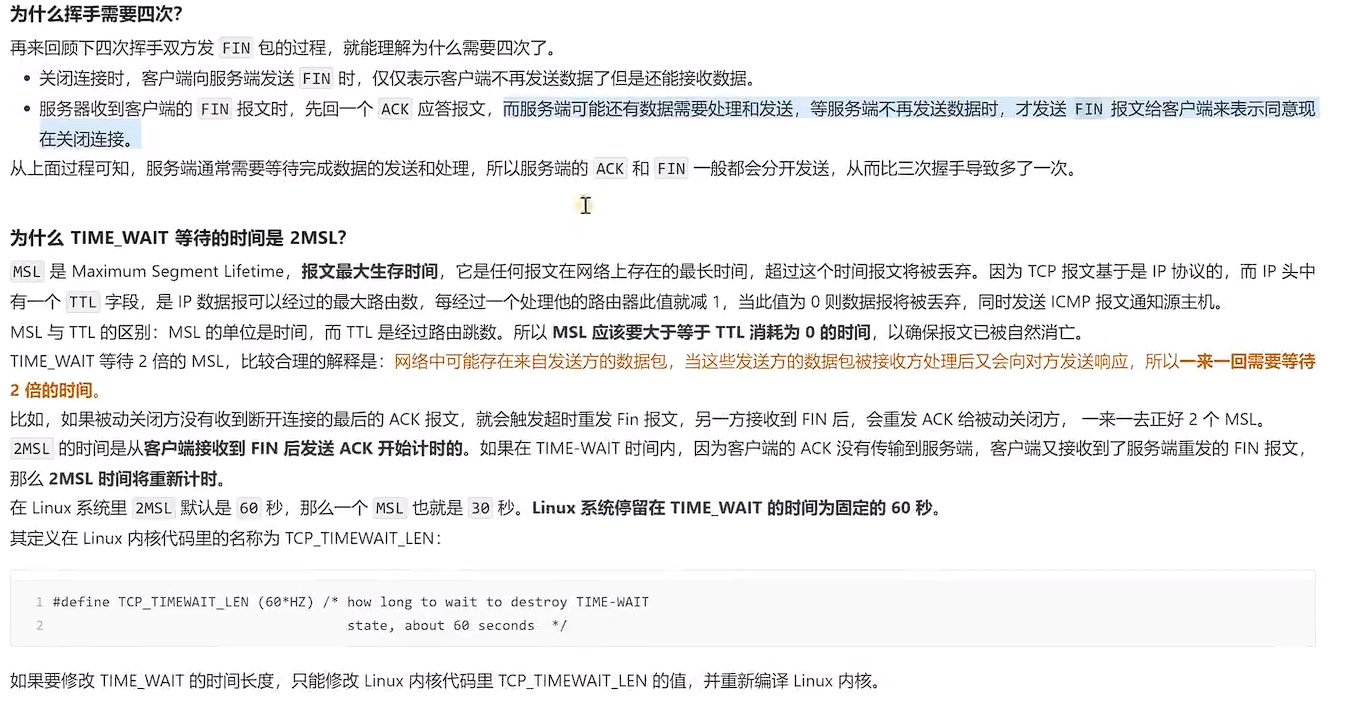 为什么挥手需要四次？
再来回顾下四次挥手双方发 FIN 包的过程，就能理解为什么需要四次了。
• 关闭连接时，客户端向服务端发送 FIN 时，仅仅表示客户端不再发送数据了但是还能接收数据。
• 服务器收到客户端的 FIN 报文时，先回一个 ACK 应答报文，而服务端可能还有数据需要处理和发送，等服务端不再发送数据时，才发送 FIN 报文给客户端来表示同意现
在关闭连接。
从上面过程可知，服务端通常需要等待完成数据的发送和处理，所以服务端的 ACK 和 FIN 一般都会分开发送，从而比三次握手导致多了一次。
为什么 TIME_WAIT 等待的时间是 2MSL？
MSL 是 Maximum Segment Lifetime，报文最大生存时间，它是任何报文在网络上存在的最长时间，超过这个时间报文将被丢弃。因为 TCP 报文基于是 IP 协议的，而 IP 头中
有一个 TTL 字段，是 IP 数据报可以经过的最大路由数，每经过一个处理他的路由器此值就减 1，当此值为 0 则数据报将被丢弃，同时发送 ICMP 报文通知源主机。
MSL 与 TTL 的区别：MSL 的单位是时间，而 TTL 是经过路由跳数。所以 MSL 应该要大于等于 TTL 消耗为 0 的时间，以确保报文已被自然消亡。
TIME_WAIT 等待 2 倍的 MSL，比较合理的解释是：网络中可能存在来自发送方的数据包，当这些发送方的数据包被接收方处理后又会向对方发送响应，所以一来一回需要等待
2 倍的时间。
比如，如果被动关闭方没有收到断开连接的最后的 ACK 报文，就会触发超时重发 Fin 报文，另一方接收到 FIN 后，会重发 ACK 给被动关闭方， 一来一去正好 2 个 MSL。
2MSL 的时间是从客户端接收到 FIN 后发送 ACK 开始计时的。如果在 TIME-WAIT 时间内，因为客户端的 ACK 没有传输到服务端，客户端又接收到了服务端重发的 FIN 报文，
那么 2MSL 时间将重新计时。
在 Linux 系统里 2MSL 默认是 60 秒，那么一个 MSL 也就是 30 秒。Linux 系统停留在 TIME_WAIT 的时间为固定的 60 秒。
其定义在 Linux 内核代码里的名称为 TCP_TIMEWAIT_LEN：
1 #define TCP_TIMEWAIT_LEN (60*HZ) /* how long to wait to destroy TIME-WAIT
2 state, about 60 seconds */
如果要修改 TIME_WAIT 的时间长度，只能修改 Linux 内核代码里 TCP_TIMEWAIT_LEN 的值，并重新编译 Linux 内核。